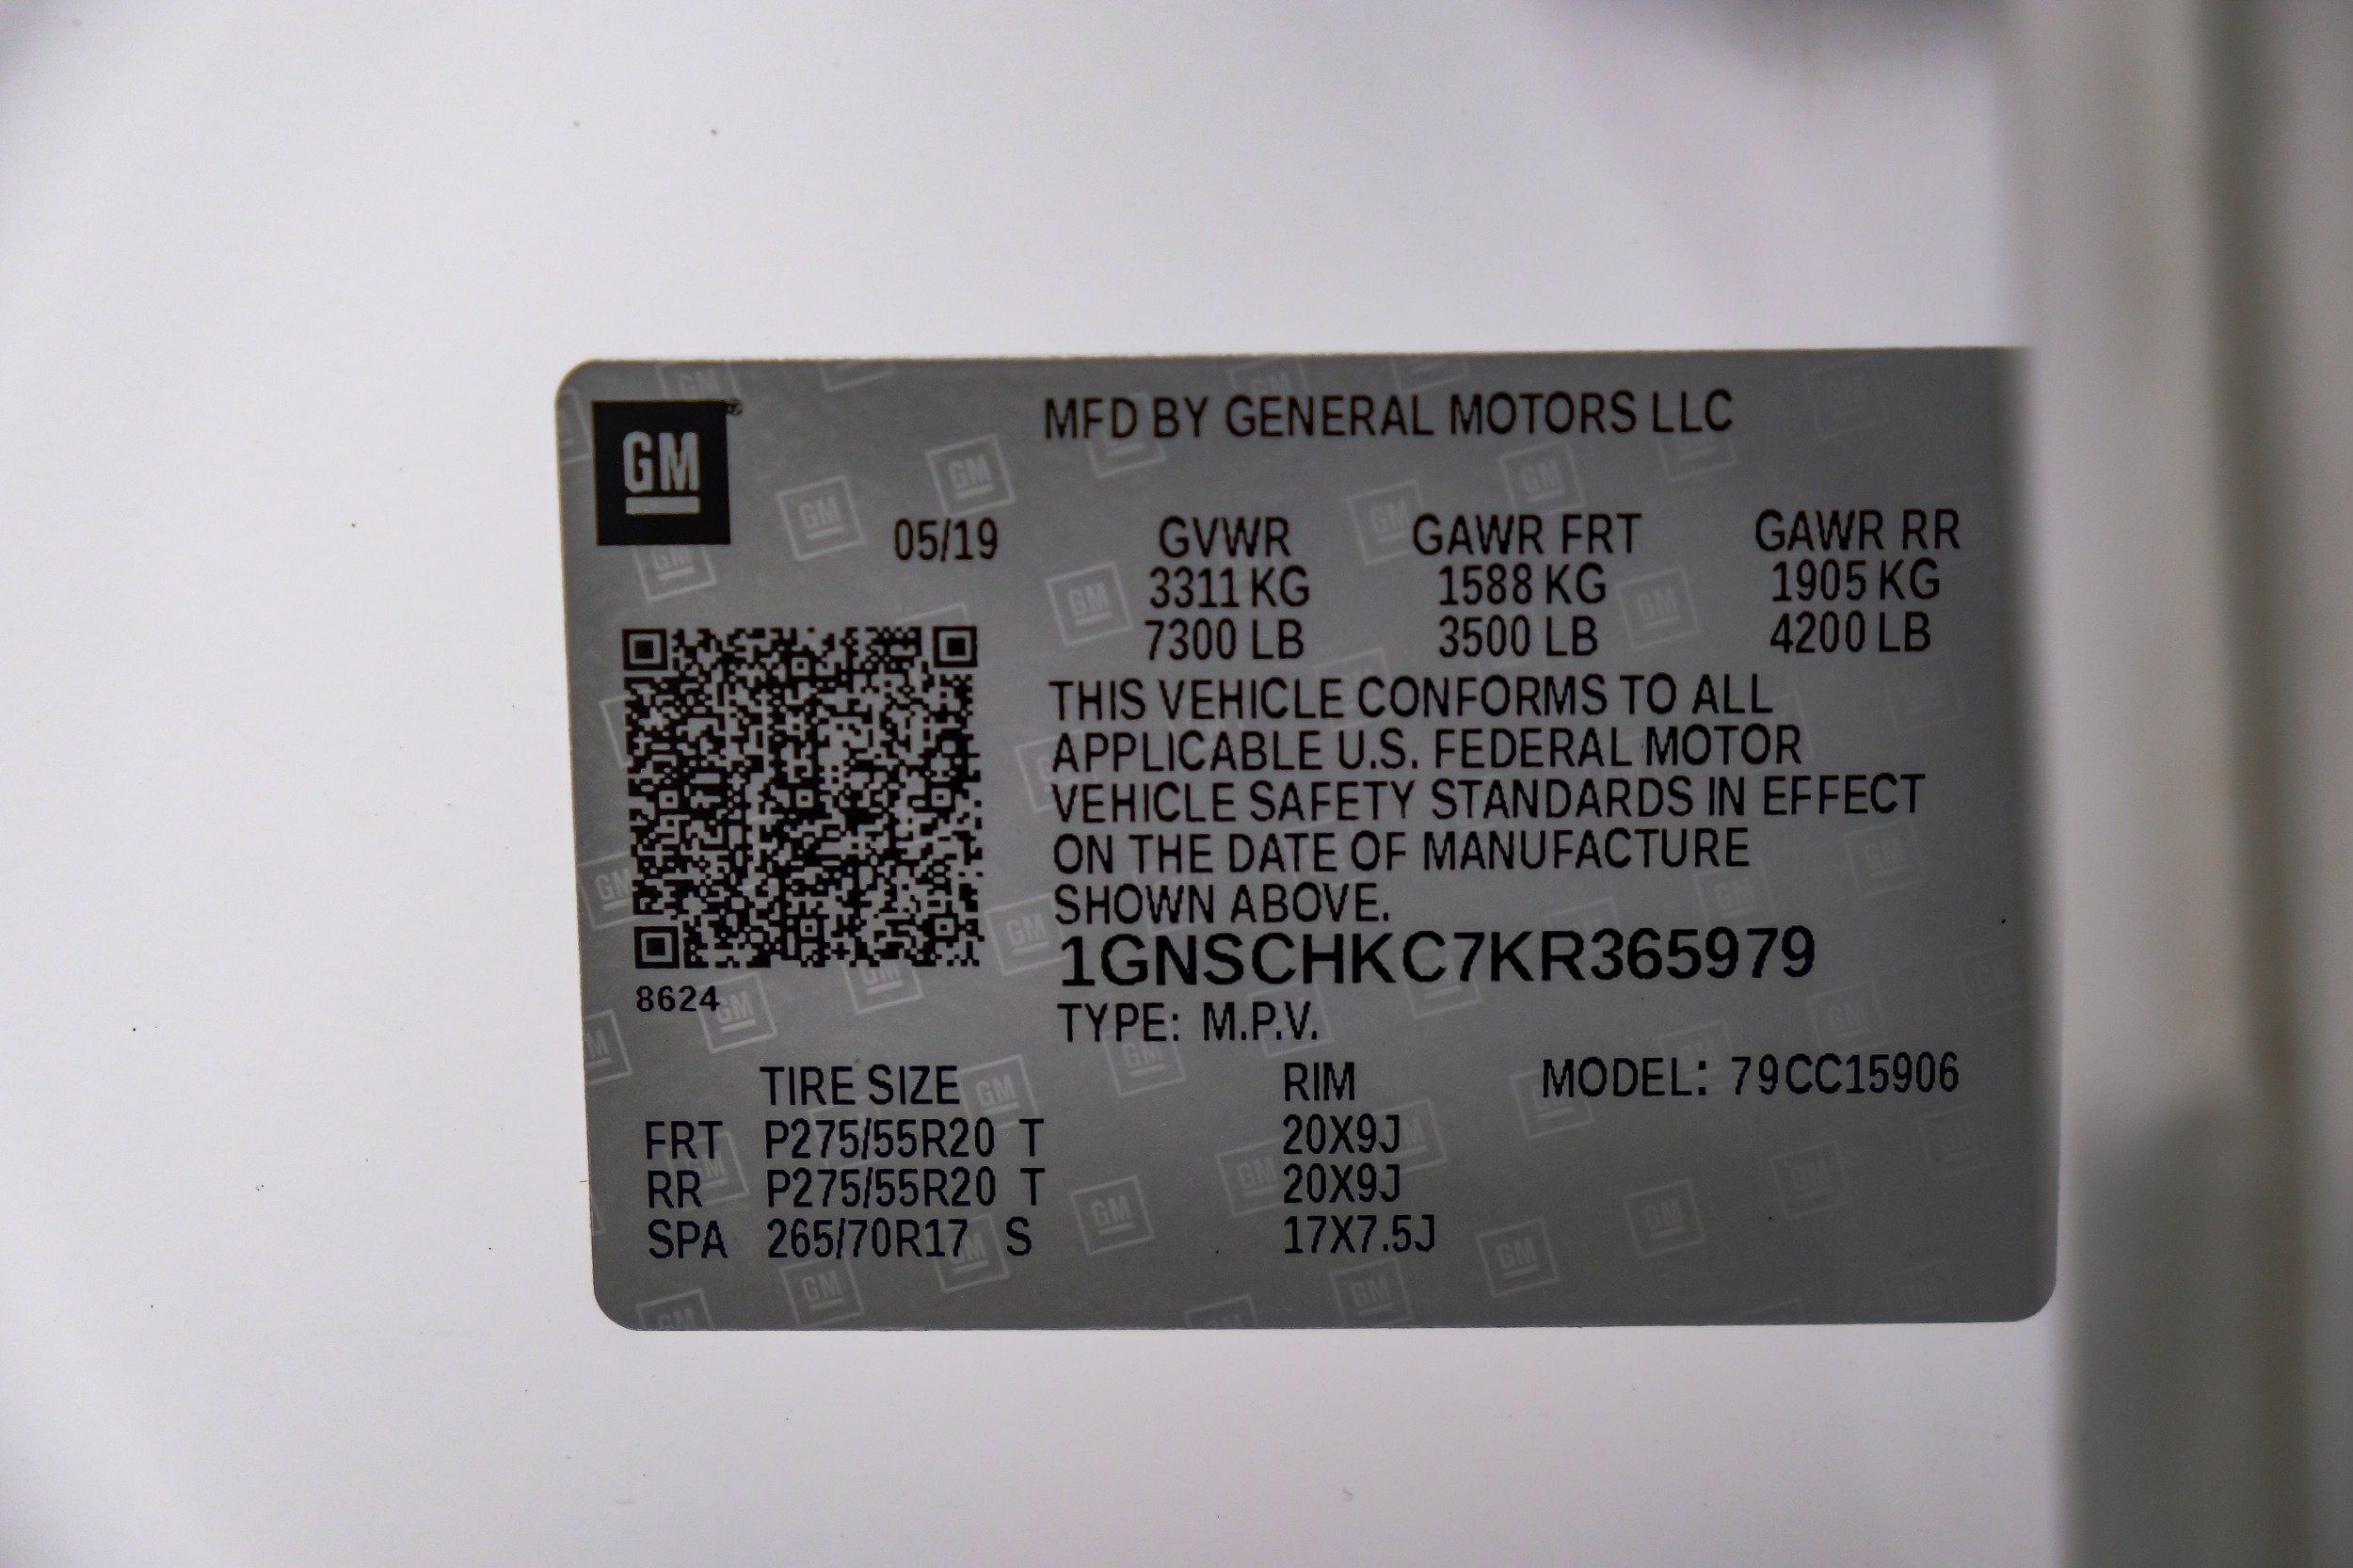 GM
MFD BY GENERAL MOTORS LLC
05/19 GVWR GAWR FRT GAWR RR
3311 KG 1588 KG 1905 KG
7300 LB 3500 LB 4200 LB
THIS VEHICLE CONFORMS TO ALL
APPLICABLE U.S. FEDERAL MOTOR
VEHICLE SAFETY STANDARDS IN EFFECT
ON THE DATE OF MANUFACTURE
SHOWN ABOVE.
1GNSCHKC7KR365979
8624
TYPE: M.P.V.
TIRE SIZE RIM MODEL: 79CC15906
FRT P275/55R20 T 20X9J
RR P275/55R20 T 20X9J
SPA 265/70R17 S 17X7.5J